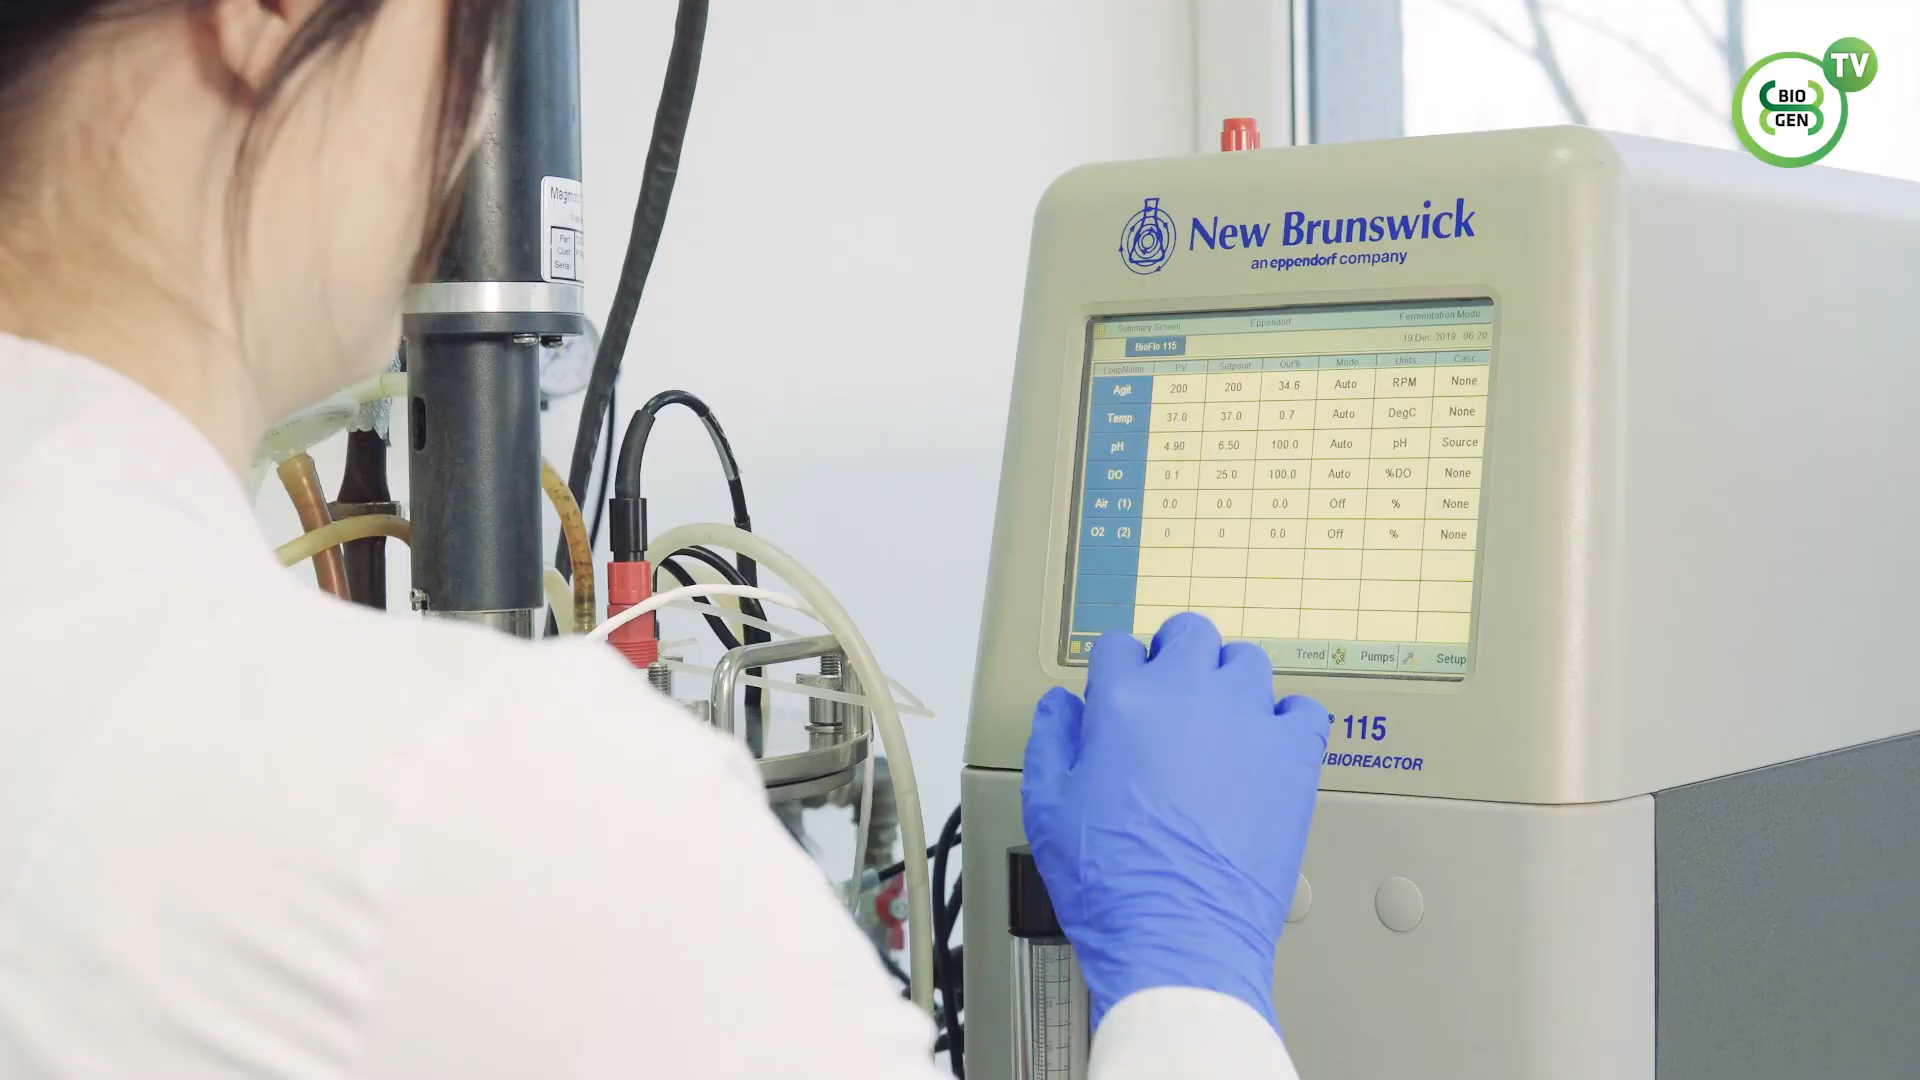 TV
BIO
GEN
Magm
Part
Cust
Serial
New Brunswick
an eppendorf company
Summary Screen Eppendorf Fermentation Mode
19 Dec 2019 06:20
BioFlo 115
LoopName PV Setpoint Out% Mode Units Casc
Agit 200 200 34.6 Auto RPM None
Temp 37.0 37.0 0.7 Auto DegC None
pH 4.90 6.50 100.0 Auto pH Source
DO 0.1 25.0 100.0 Auto %DO None
Air (1) 0.0 0.0 0.0 Off % None
O2 (2) 0 0 0.0 Off % None
S Trend Pumps Setup
® 115
/BIOREACTOR